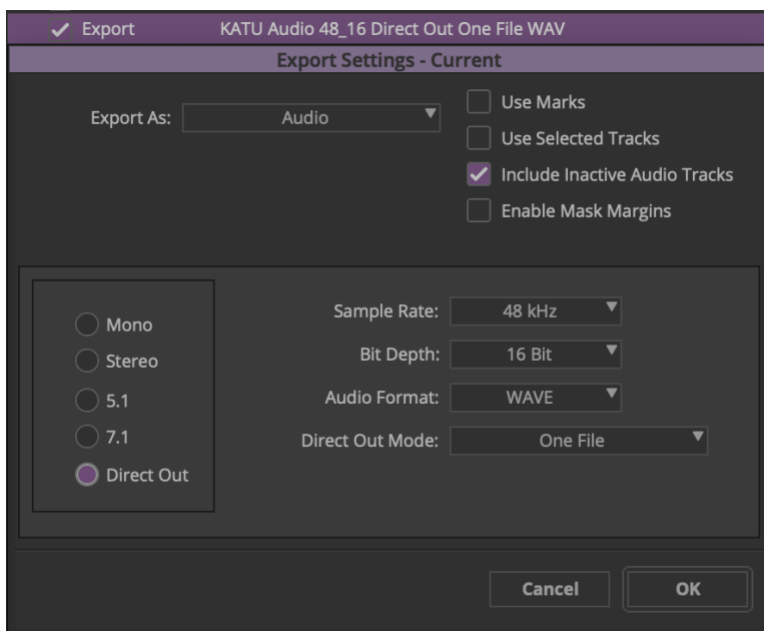 Export KATU Audio 48_16 Direct Out One File WAV
Export Settings - Current
Export As: Audio
Use Marks
Use Selected Tracks
Include Inactive Audio Tracks
Enable Mask Margins
Mono
Stereo
5.1
7.1
Direct Out
Sample Rate: 48 kHz
Bit Depth: 16 Bit
Audio Format: WAVE
Direct Out Mode: One File
Cancel OK